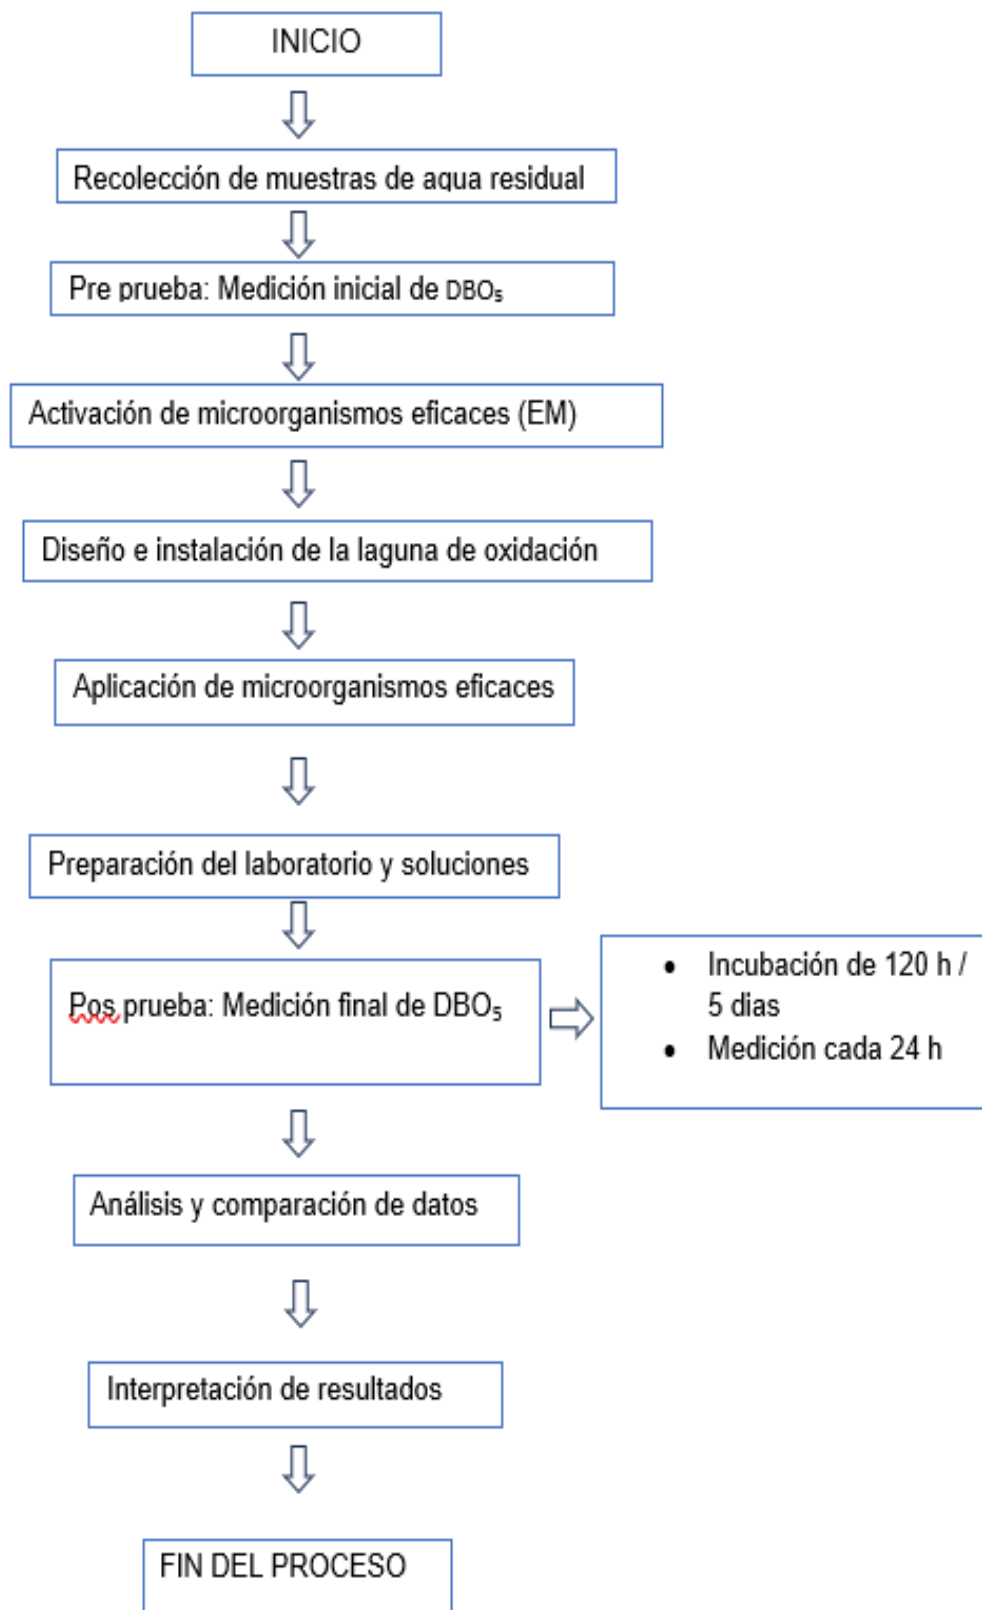 INICIO
Recolección de muestras de agua residual
Pre prueba: Medición inicial de DBO₅
Activación de microorganismos eficaces (EM)
Diseño e instalación de la laguna de oxidación
Aplicación de microorganismos eficaces
Preparación del laboratorio y soluciones
Pos prueba: Medición final de DBO₅
• Incubación de 120 h /
5 dias
• Medición cada 24 h
Análisis y comparación de datos
Interpretación de resultados
FIN DEL PROCESO